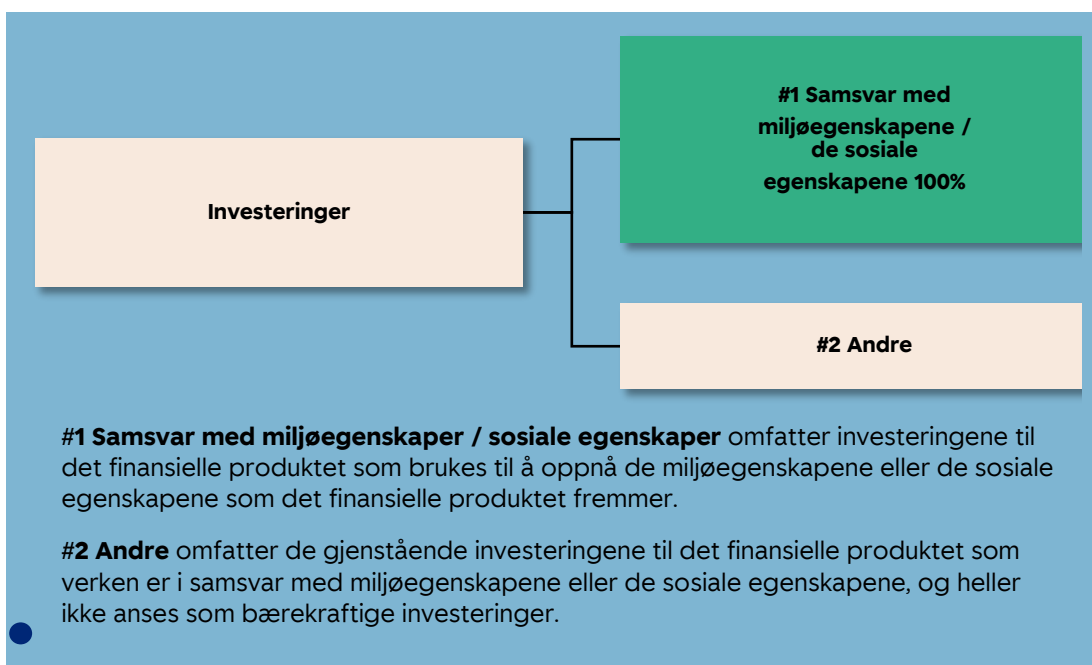 #1 Samsvar med
miljøegenskapene /
de sosiale
egenskapene 100%
Investeringer
#2 Andre
#1 Samsvar med miljøegenskaper / sosiale egenskaper omfatter investeringene til
det finansielle produktet som brukes til å oppnå de miljøegenskapene eller de sosiale
egenskapene som det finansielle produktet fremmer.
#2 Andre omfatter de gjenstående investeringene til det finansielle produktet som
verken er i samsvar med miljøegenskapene eller de sosiale egenskapene, og heller
ikke anses som bærekraftige investeringer.